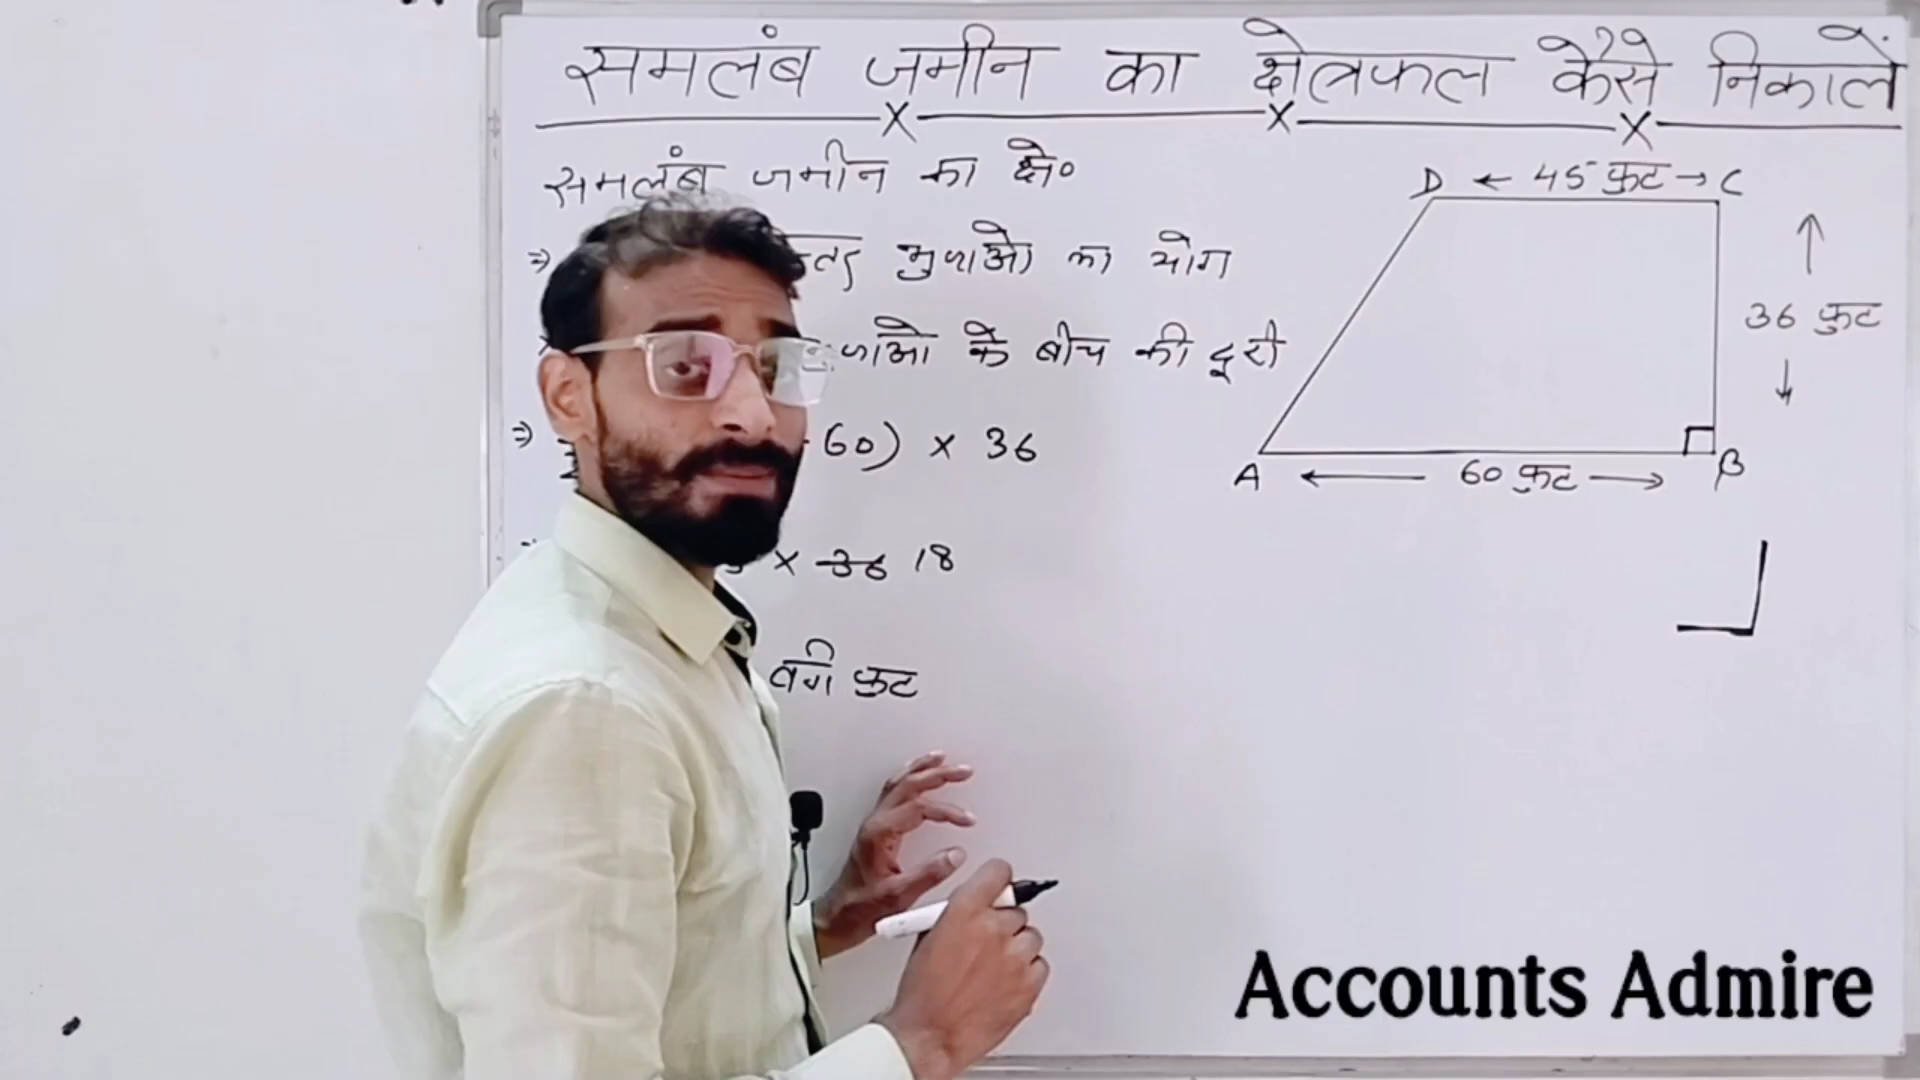 समलंब जमीन का क्षेत्रफल कैसे निकालें
समलंब जमीन का क्षे०
⇒ भुजाओ का योग
× के बीच की दूरी
⇒ 60) × 36
× 36 18
वर्ग फुट
D ← 45 फुट → C
↑
36 फुट
↓
A ← 60 फुट → B
Accounts Admire